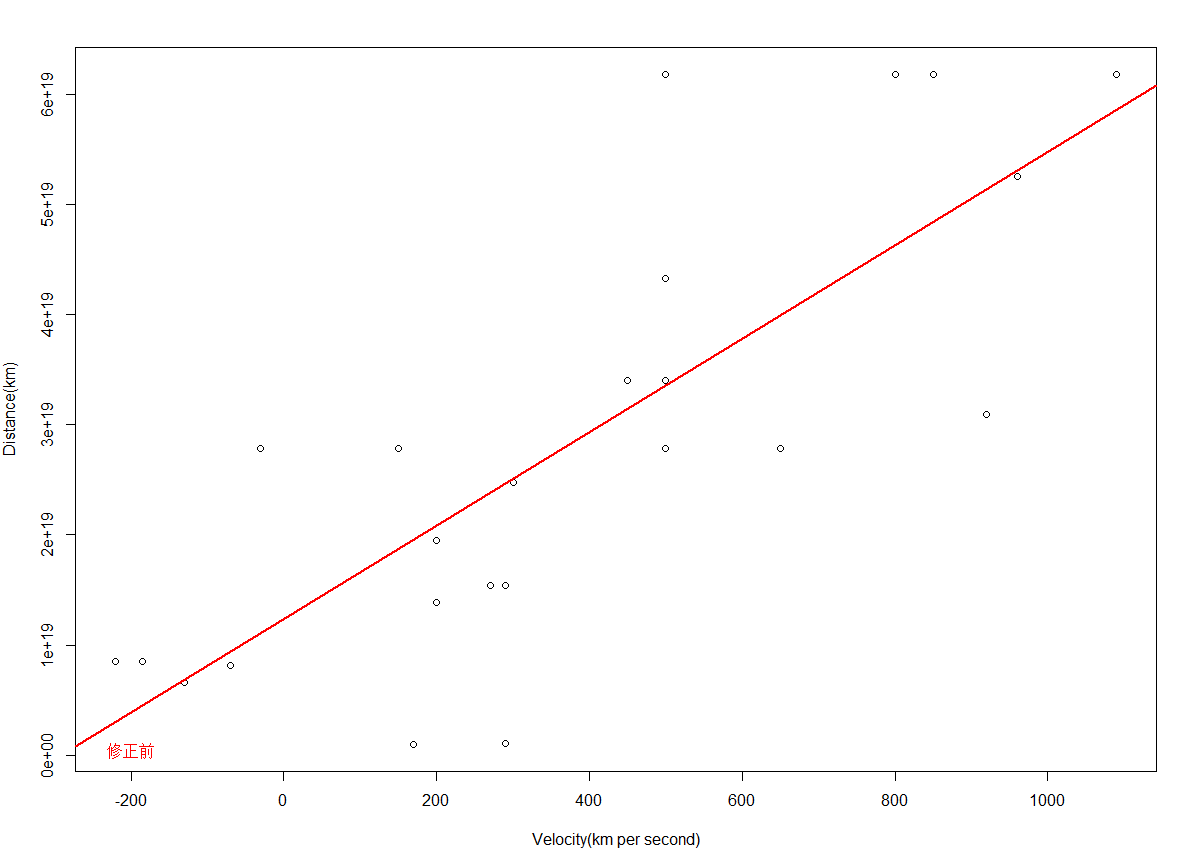 6e+19
5e+19
4e+19
3e+19
2e+19
1e+19
0e+00
Distance(km)
修正前
-200 0 200 400 600 800 1000
Velocity(km per second)